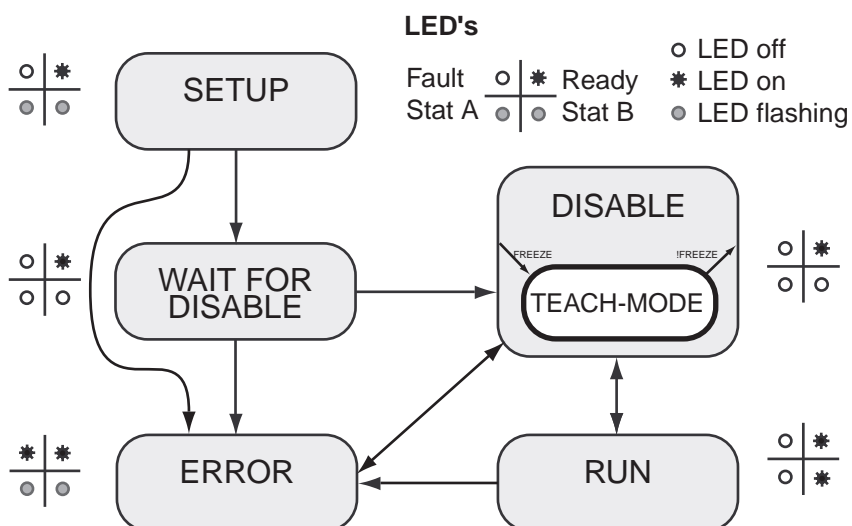 LED's
Fault
Ready
Stat A
Stat B
LED off
LED on
LED flashing
SETUP
WAIT FOR
DISABLE
DISABLE
FREEZE
!FREEZE
TEACH-MODE
ERROR
RUN